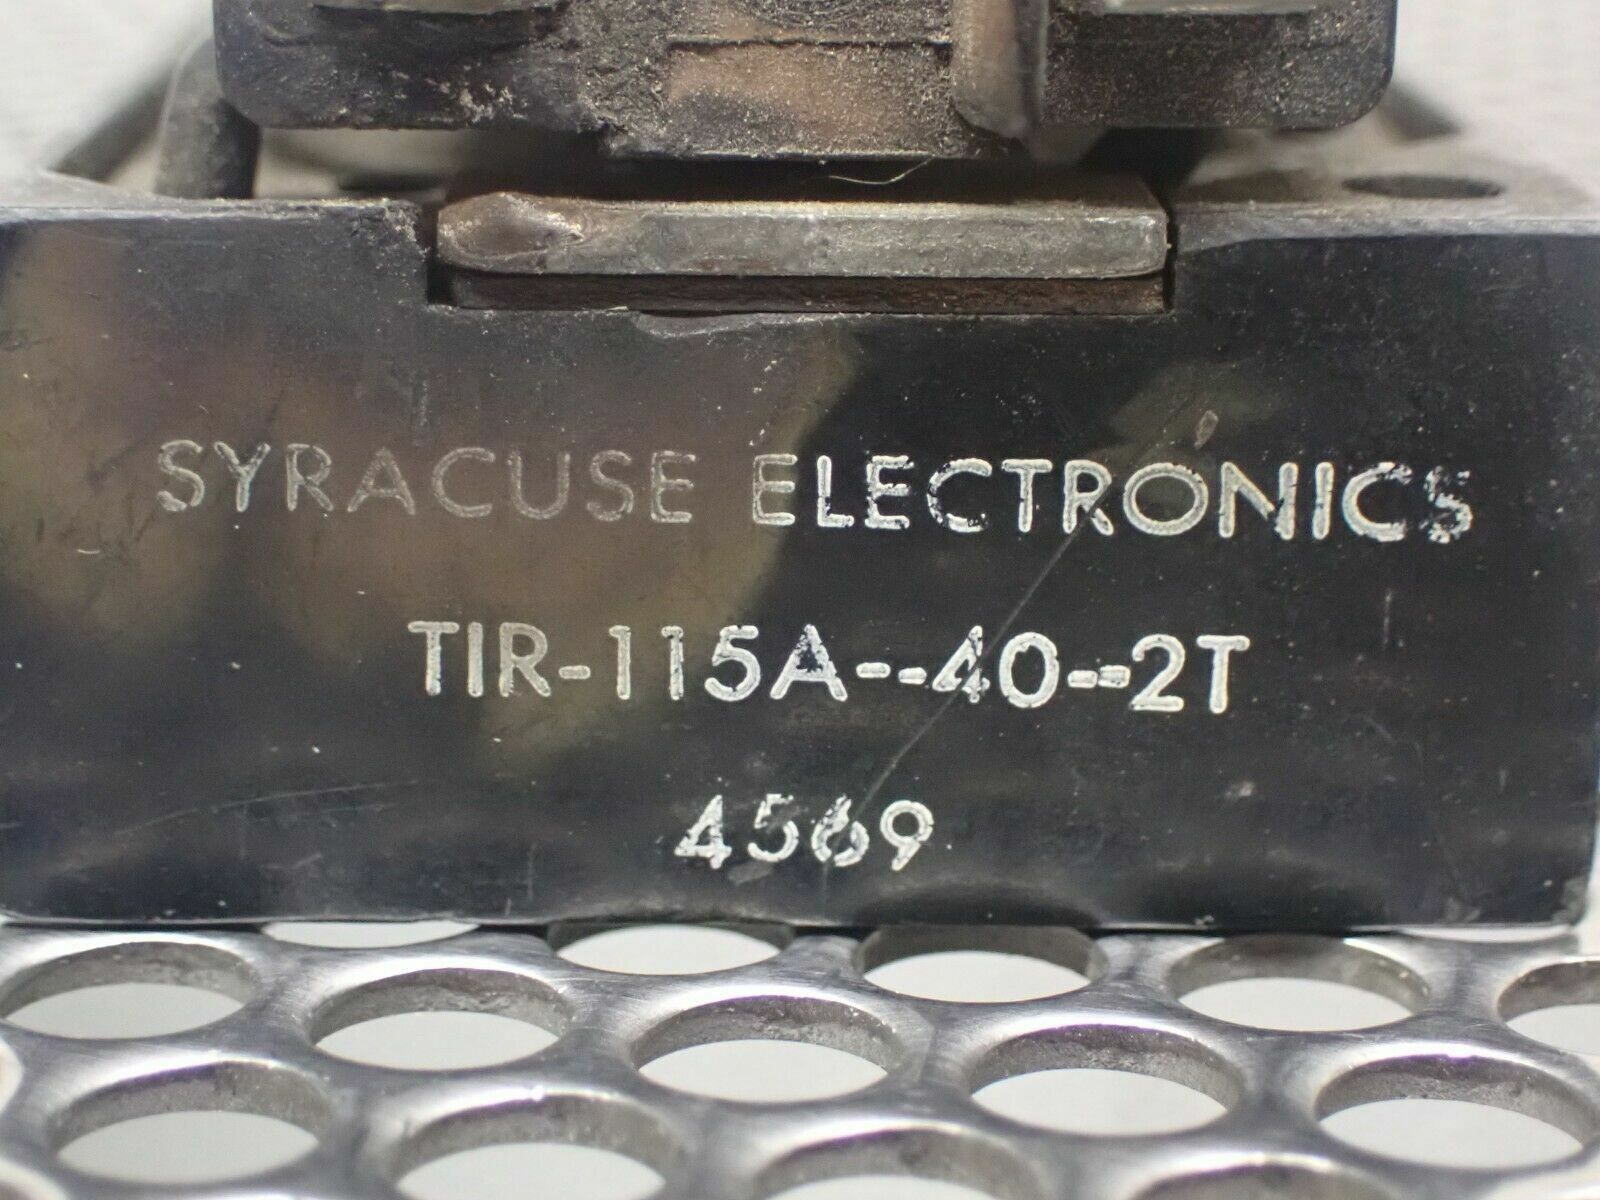 SYRACUSE ELECTRONICS
TIR-115A--40--2T
4569